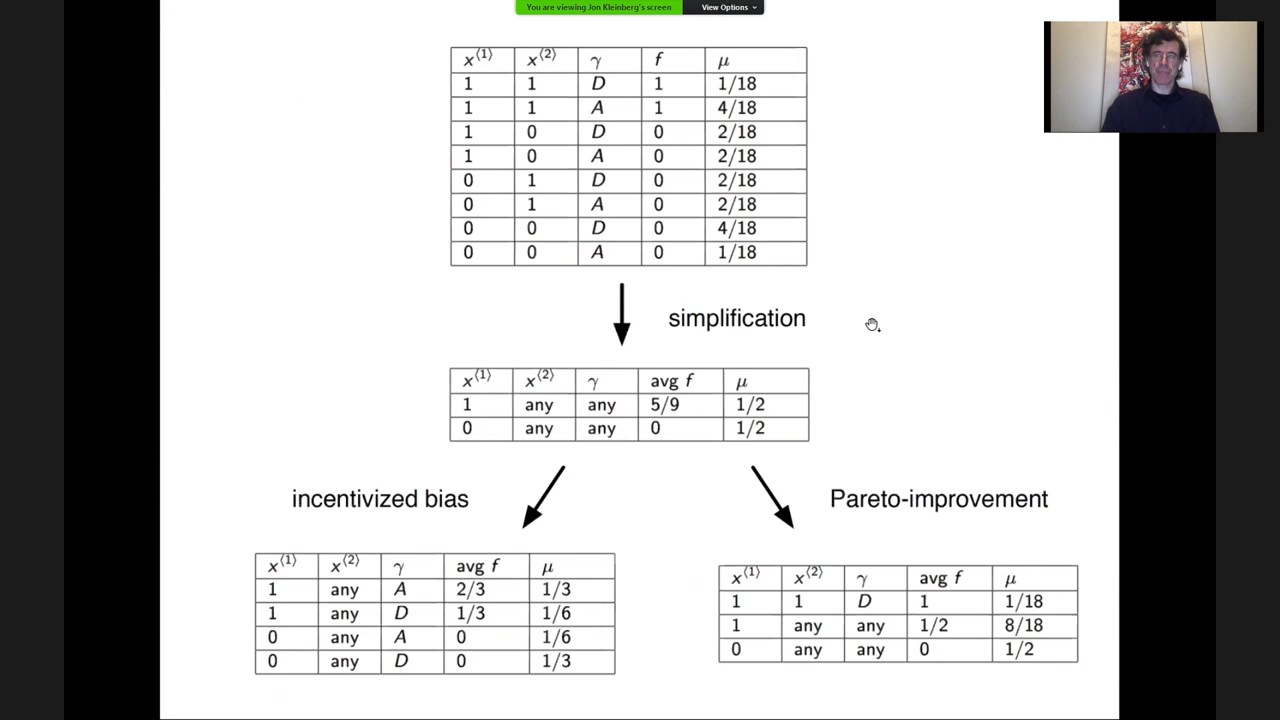 You are viewing Jon Kleinberg's screen View Options
x⟨1⟩ x⟨2⟩ γ f μ
1 1 D 1 1/18
1 1 A 1 4/18
1 0 D 0 2/18
1 0 A 0 2/18
0 1 D 0 2/18
0 1 A 0 2/18
0 0 D 0 4/18
0 0 A 0 1/18
simplification
x⟨1⟩ x⟨2⟩ γ avg f μ
1 any any 5/9 1/2
0 any any 0 1/2
incentivized bias
Pareto-improvement
x⟨1⟩ x⟨2⟩ γ avg f μ
1 any A 2/3 1/3
1 any D 1/3 1/6
0 any A 0 1/6
0 any D 0 1/3
x⟨1⟩ x⟨2⟩ γ avg f μ
1 1 D 1 1/18
1 any any 1/2 8/18
0 any any 0 1/2